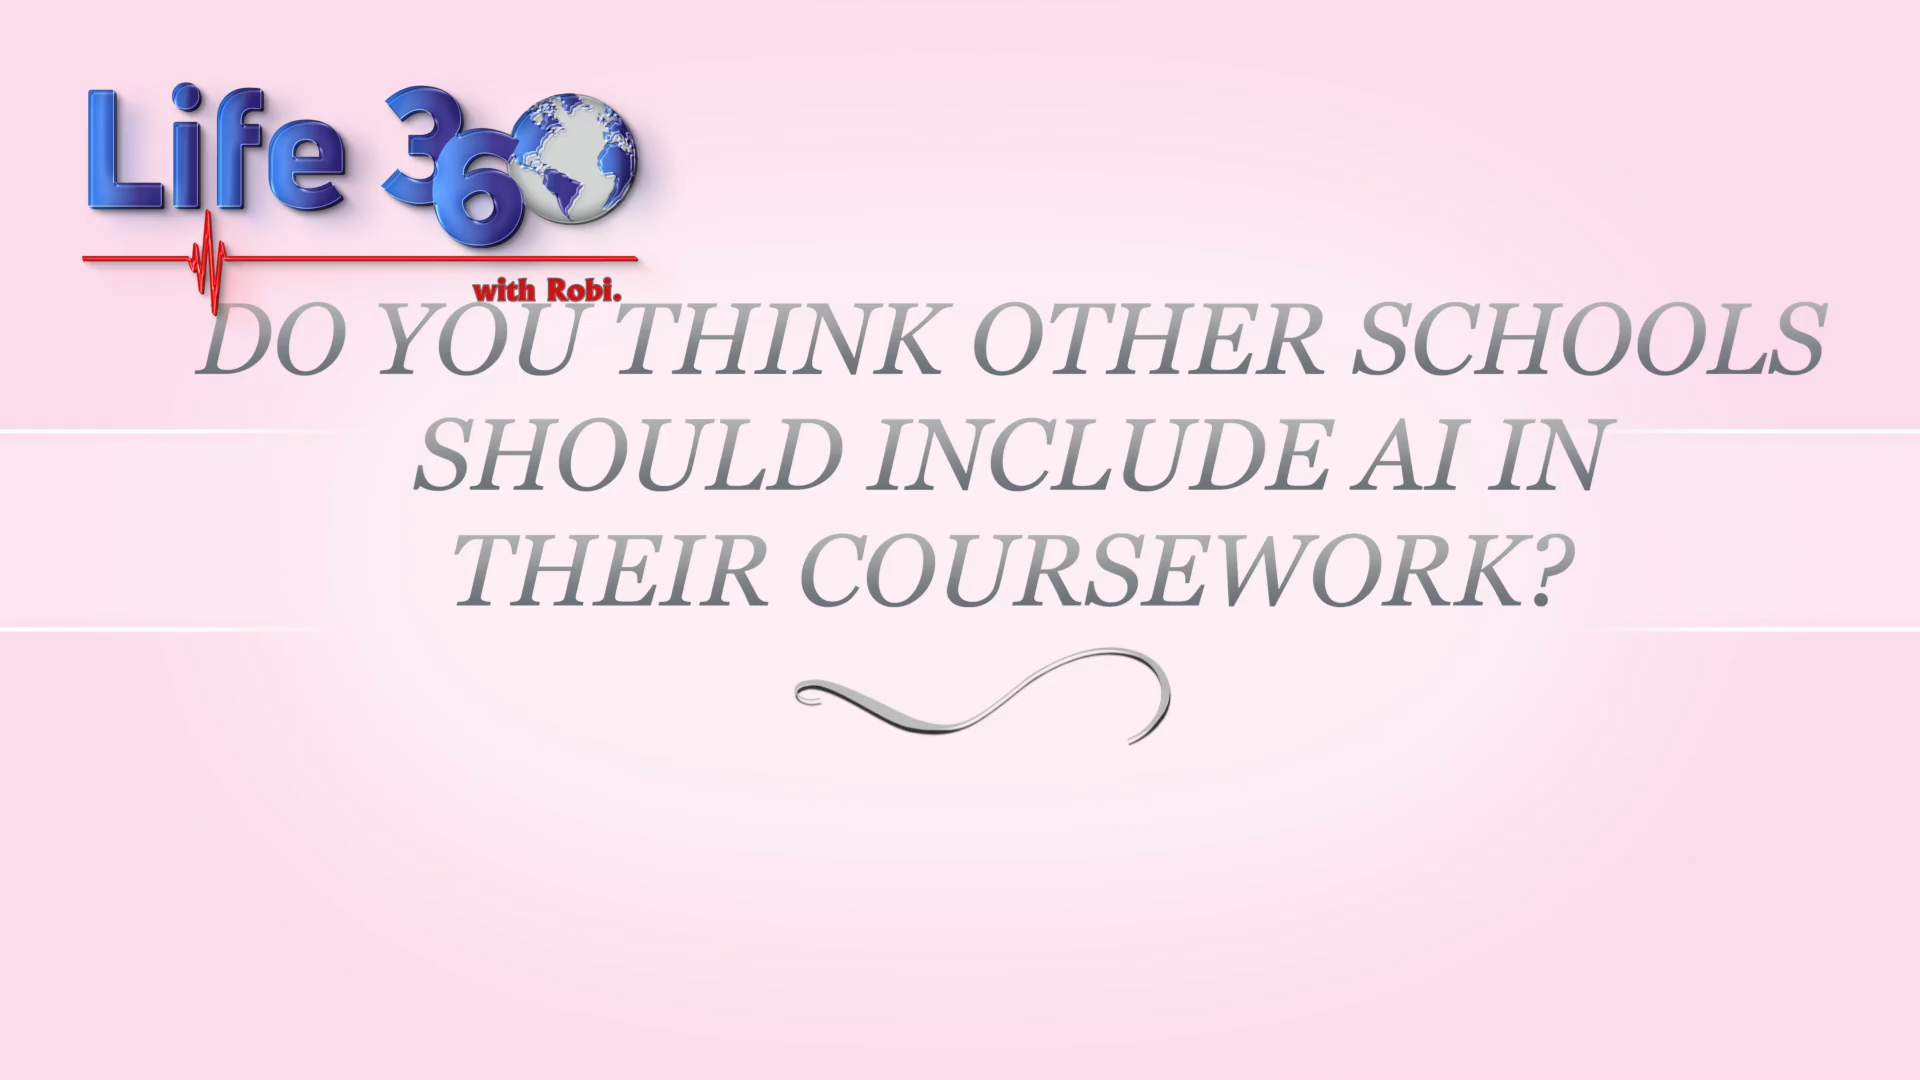 Life 360
with Robi.
DO YOU THINK OTHER SCHOOLS
SHOULD INCLUDE AI IN
THEIR COURSEWORK?